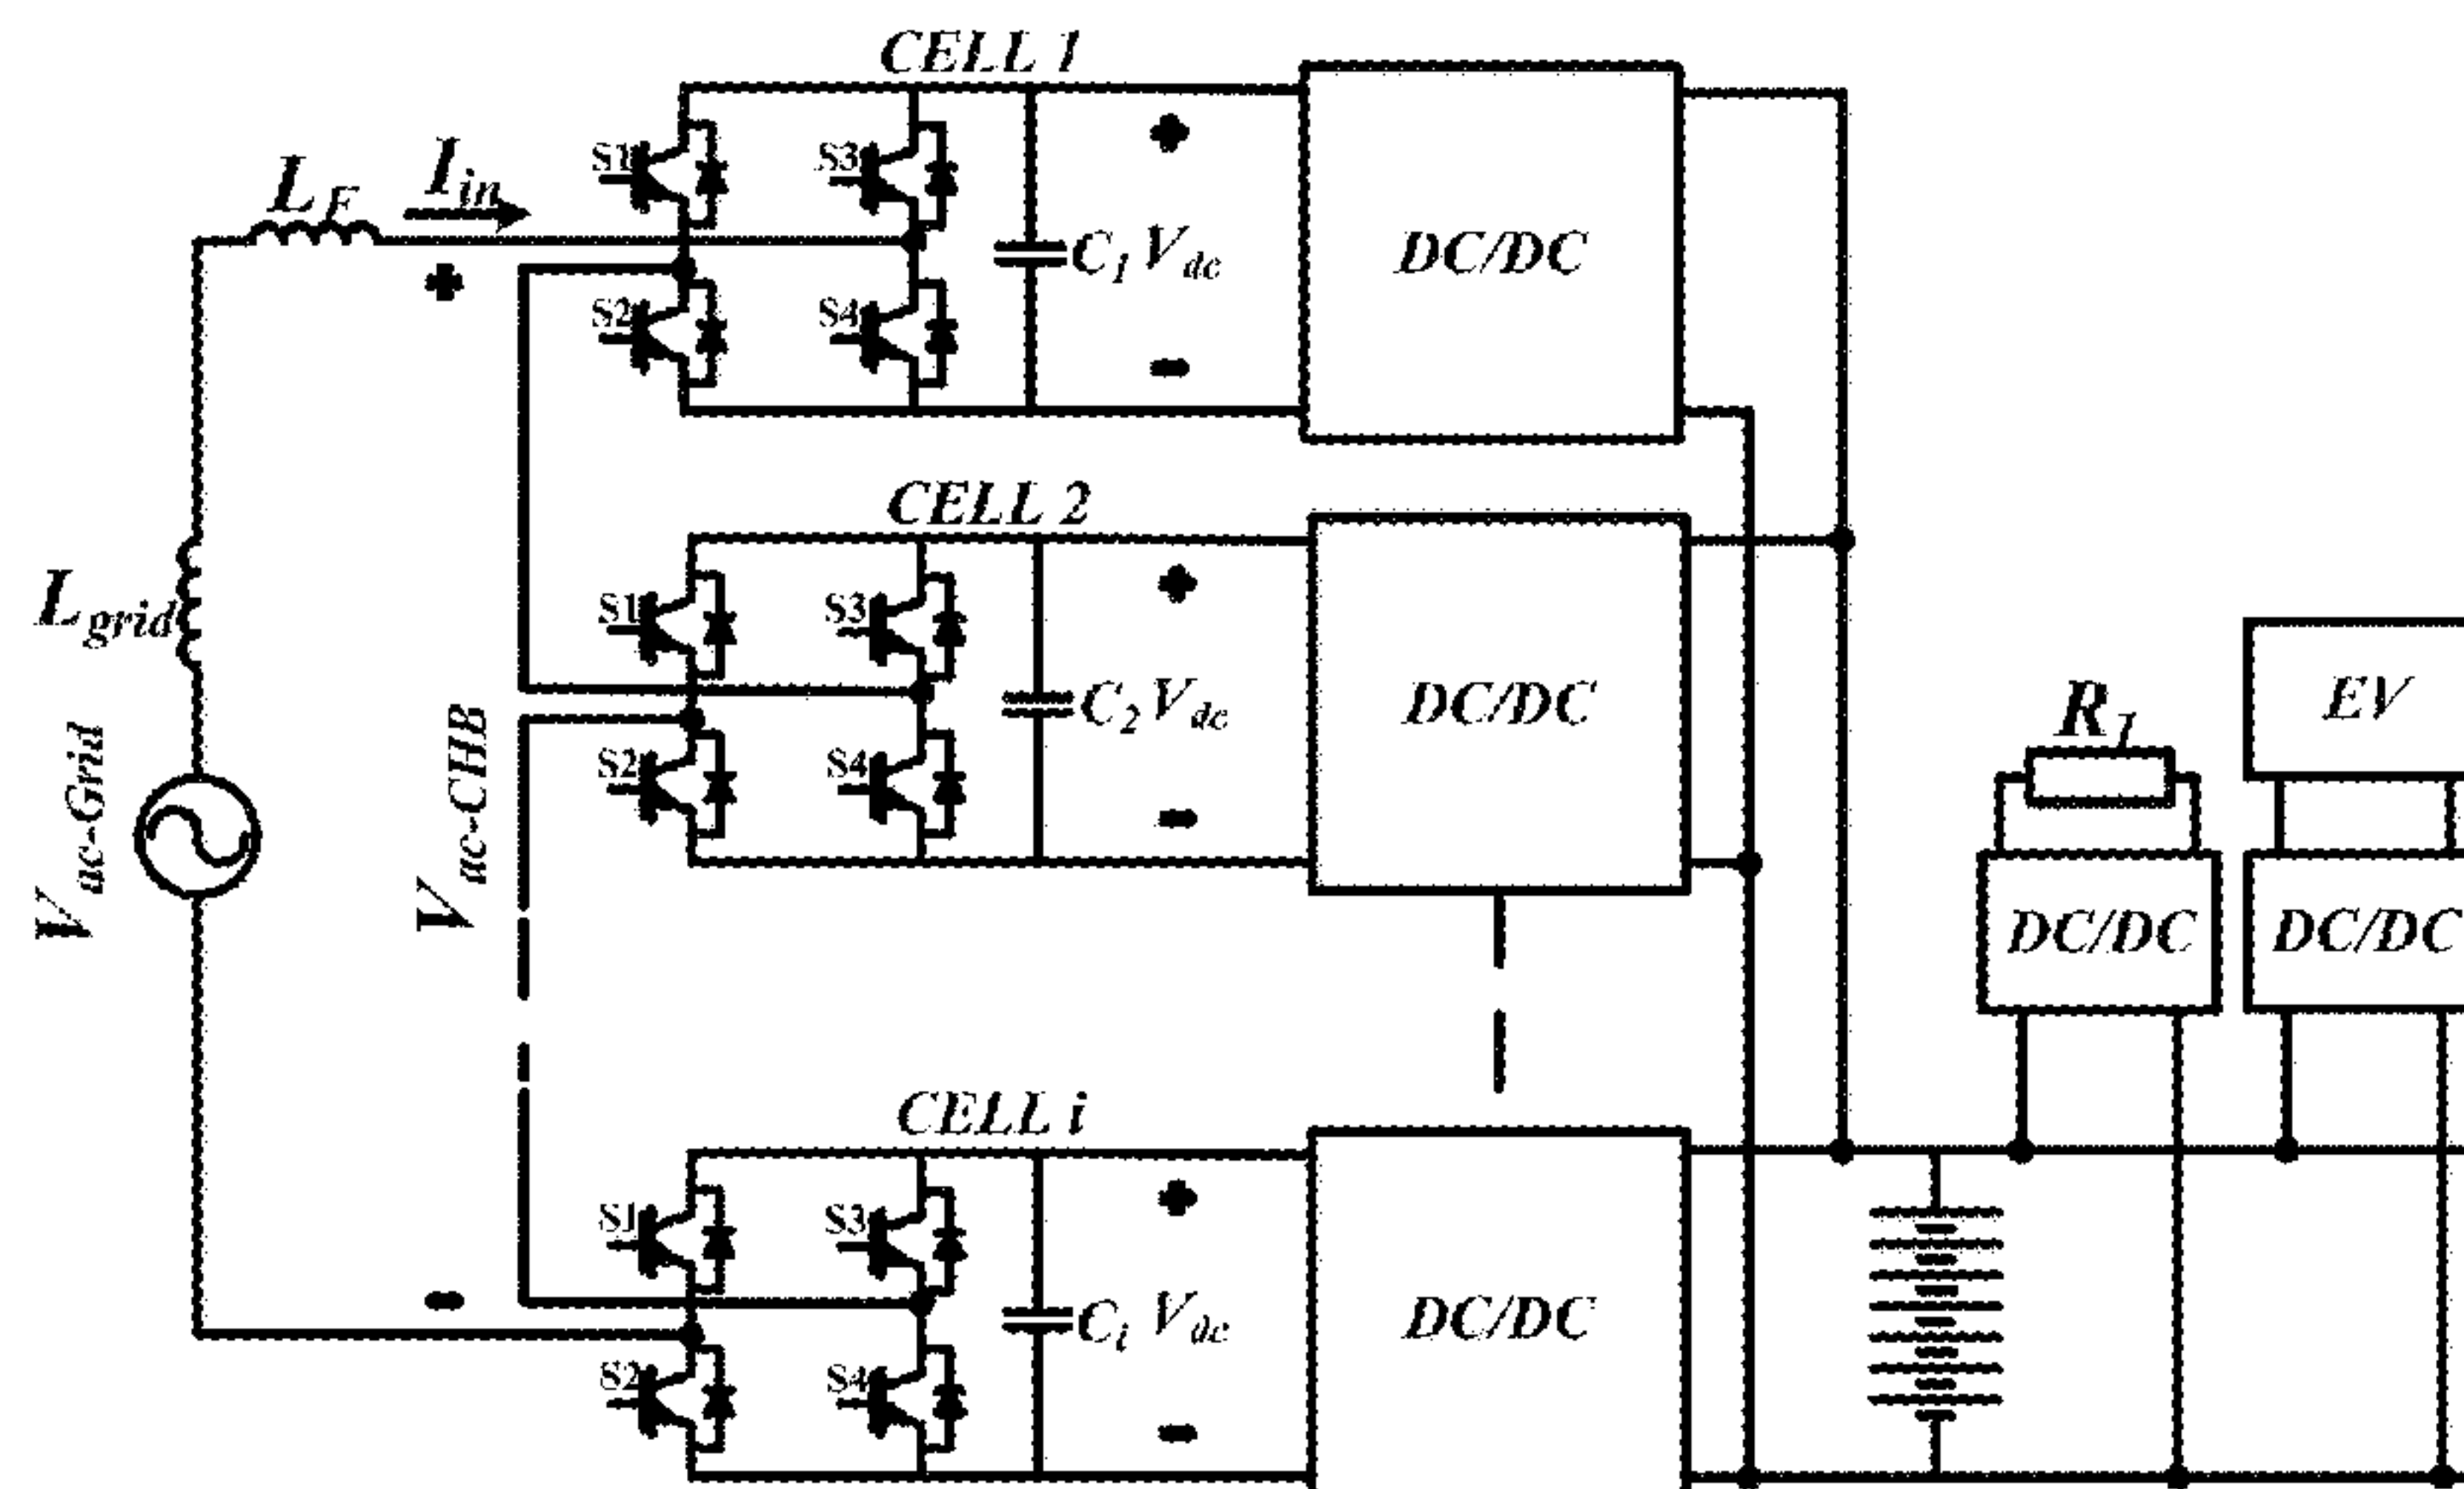 CELL 1
S1
S3
L_F
I_in
C_1 V_dc
DC/DC
S2
S4
CELL 2
S1
S3
L_grid
C_2 V_dc
DC/DC
R_1
EV
S2
S4
V_ac-Grid
V_ac-CHB
DC/DC
DC/DC
CELL i
S1
S3
C_i V_dc
DC/DC
S2
S4